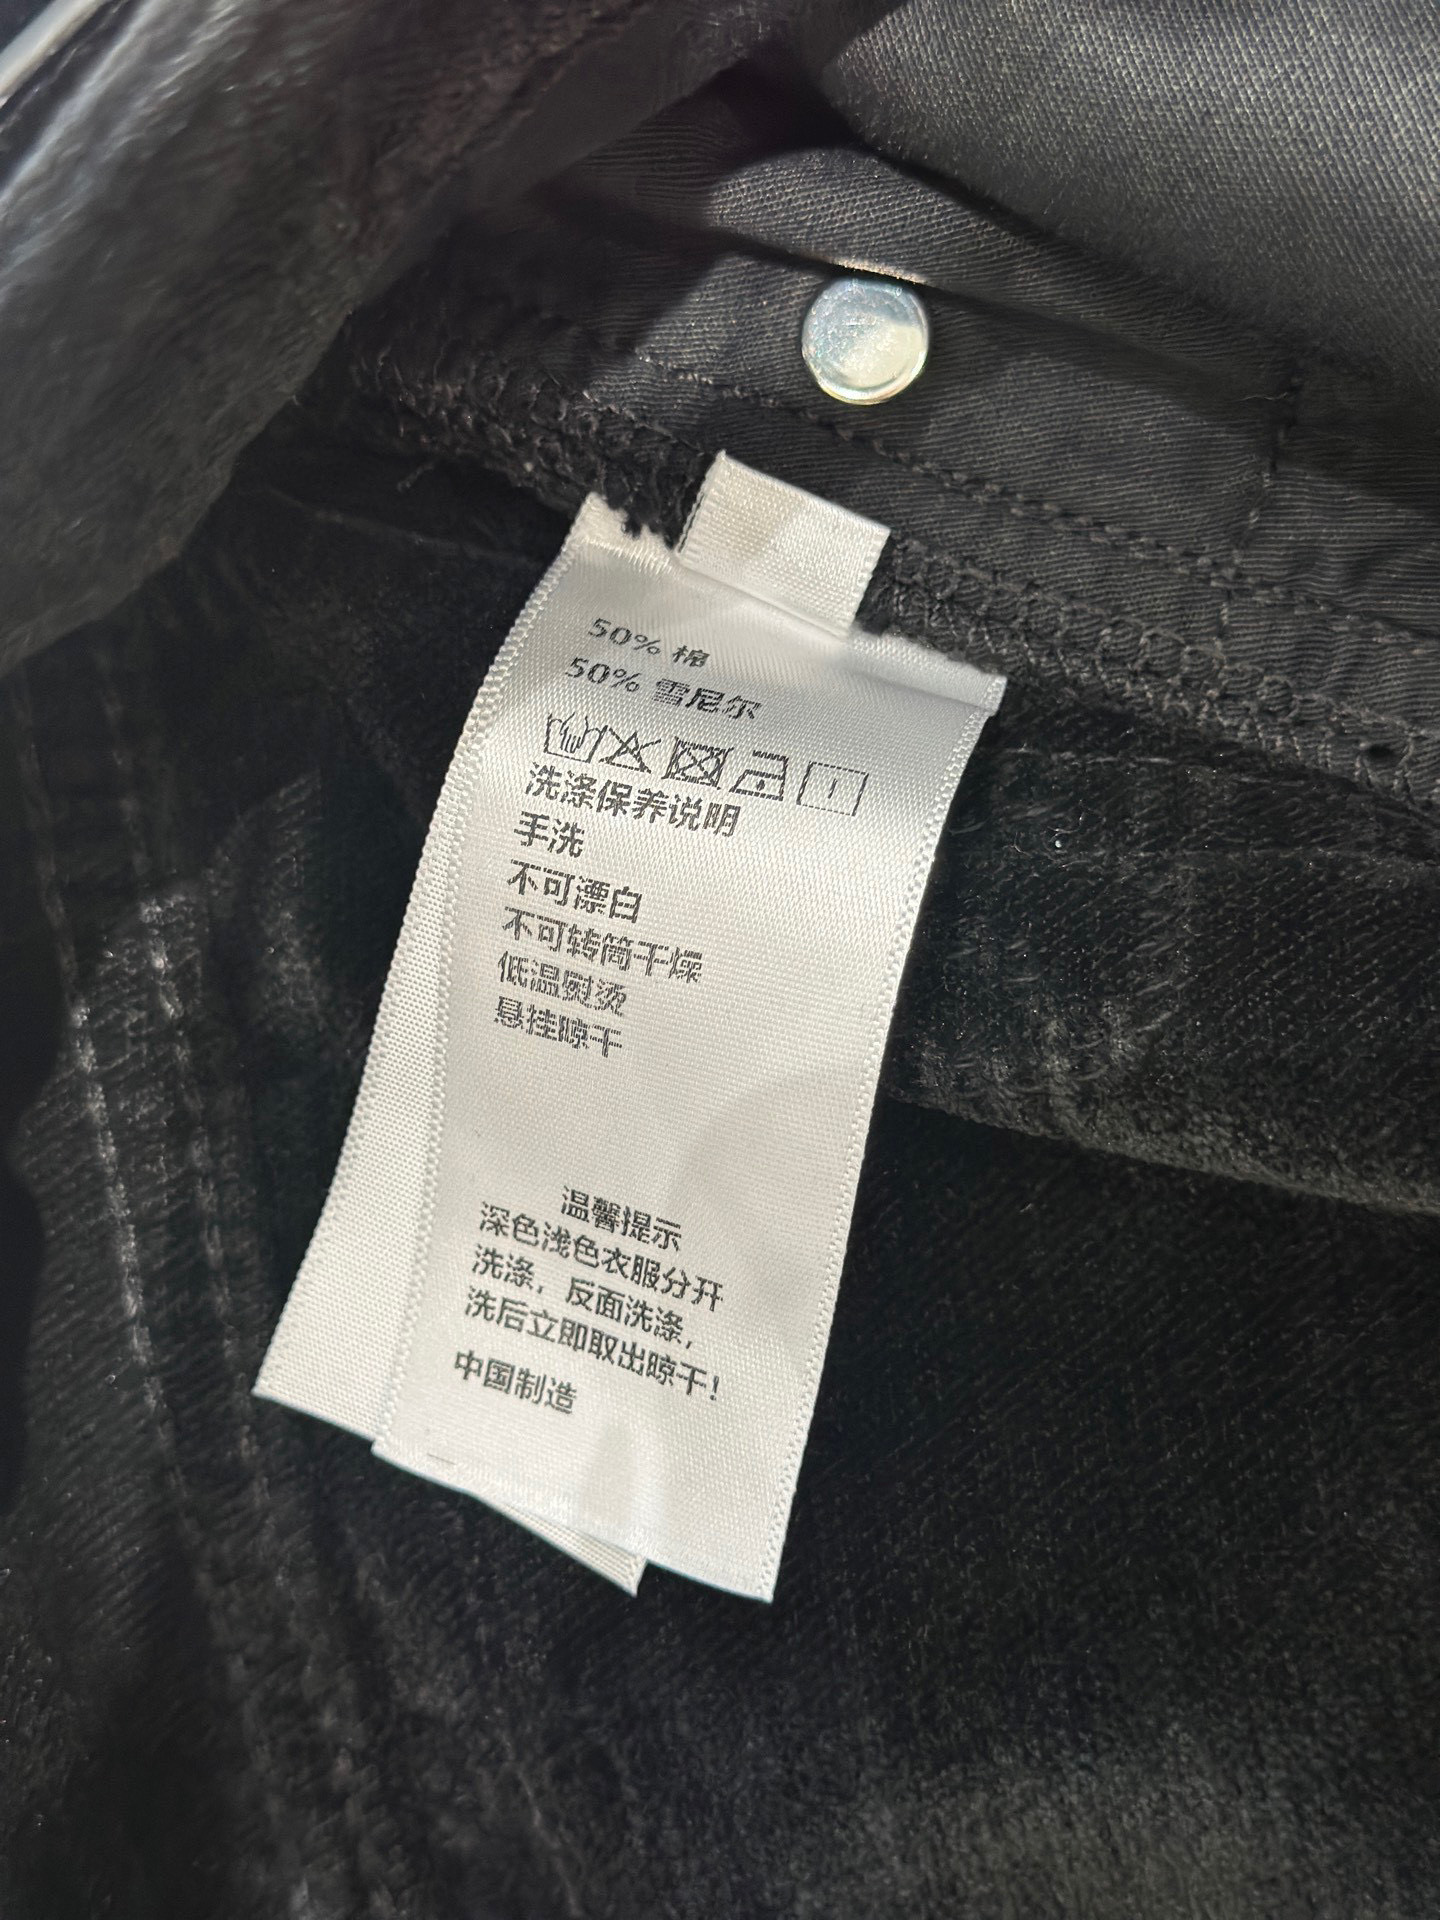 50% 棉
50% 雪尼尔
洗涤保养说明
手洗
不可漂白
不可转筒干燥
低温熨烫
悬挂晾干
温馨提示
深色浅色衣服分开
洗涤，反面洗涤，
洗后立即取出晾干!
中国制造